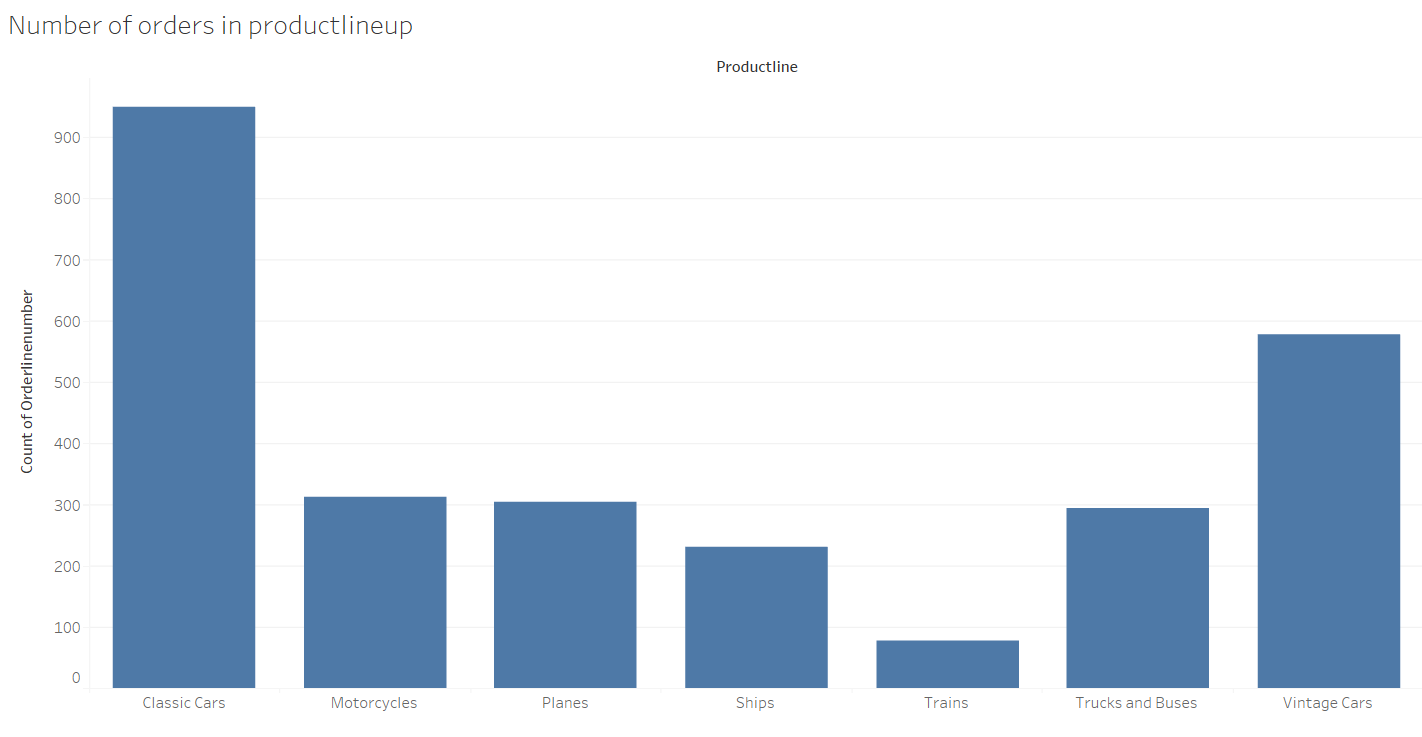 Number of orders in productlineup
Productline
Count of Orderlinenumber
900
800
700
600
500
400
300
200
100
0
Classic Cars Motorcycles Planes Ships Trains Trucks and Buses Vintage Cars